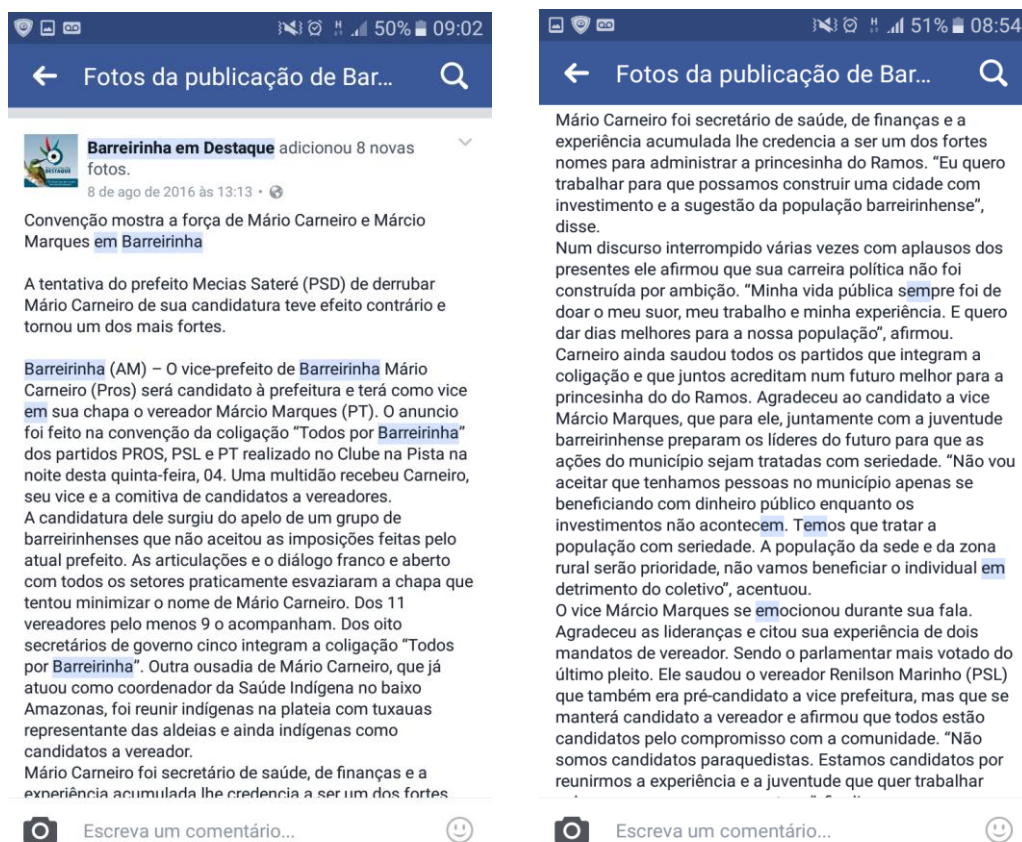 50% 09:02
Fotos da publicação de Bar...
Barreirinha em Destaque adicionou 8 novas
fotos.
8 de ago de 2016 às 13:13 •
Convenção mostra a força de Mário Carneiro e Márcio
Marques em Barreirinha
A tentativa do prefeito Mecias Sateré (PSD) de derrubar
Mário Carneiro de sua candidatura teve efeito contrário e
tornou um dos mais fortes.
Barreirinha (AM) – O vice-prefeito de Barreirinha Mário
Carneiro (Pros) será candidato à prefeitura e terá como vice
em sua chapa o vereador Márcio Marques (PT). O anuncio
foi feito na convenção da coligação “Todos por Barreirinha”
dos partidos PROS, PSL e PT realizado no Clube na Pista na
noite desta quinta-feira, 04. Uma multidão recebeu Carneiro,
seu vice e a comitiva de candidatos a vereadores.
A candidatura dele surgiu do apelo de um grupo de
barreirinhenses que não aceitou as imposições feitas pelo
atual prefeito. As articulações e o diálogo franco e aberto
com todos os setores praticamente esvaziaram a chapa que
tentou minimizar o nome de Mário Carneiro. Dos 11
vereadores pelo menos 9 o acompanham. Dos oito
secretários de governo cinco integram a coligação “Todos
por Barreirinha”. Outra ousadia de Mário Carneiro, que já
atuou como coordenador da Saúde Indígena no baixo
Amazonas, foi reunir indígenas na plateia com tuxauas
representante das aldeias e ainda indígenas como
candidatos a vereador.
Mário Carneiro foi secretário de saúde, de finanças e a
experiência acumulada lhe credencia a ser um dos fortes
Escreva um comentário...
51% 08:54
Fotos da publicação de Bar...
Mário Carneiro foi secretário de saúde, de finanças e a
experiência acumulada lhe credencia a ser um dos fortes
nomes para administrar a princesinha do Ramos. “Eu quero
trabalhar para que possamos construir uma cidade com
investimento e a sugestão da população barreirinhense”,
disse.
Num discurso interrompido várias vezes com aplausos dos
presentes ele afirmou que sua carreira política não foi
construída por ambição. “Minha vida pública sempre foi de
doar o meu suor, meu trabalho e minha experiência. E quero
dar dias melhores para a nossa população”, afirmou.
Carneiro ainda saudou todos os partidos que integram a
coligação e que juntos acreditam num futuro melhor para a
princesinha do do Ramos. Agradeceu ao candidato a vice
Márcio Marques, que para ele, juntamente com a juventude
barreirinhense preparam os líderes do futuro para que as
ações do município sejam tratadas com seriedade. “Não vou
aceitar que tenhamos pessoas no município apenas se
beneficiando com dinheiro público enquanto os
investimentos não acontecem. Temos que tratar a
população com seriedade. A população da sede e da zona
rural serão prioridade, não vamos beneficiar o individual em
detrimento do coletivo”, acentuou.
O vice Márcio Marques se emocionou durante sua fala.
Agradeceu as lideranças e citou sua experiência de dois
mandatos de vereador. Sendo o parlamentar mais votado do
último pleito. Ele saudou o vereador Renilson Marinho (PSL)
que também era pré-candidato a vice prefeitura, mas que se
manterá candidato a vereador e afirmou que todos estão
candidatos pelo compromisso com a comunidade. “Não
somos candidatos paraquedistas. Estamos candidatos por
reunirmos a experiência e a juventude que quer trabalhar
Escreva um comentário...